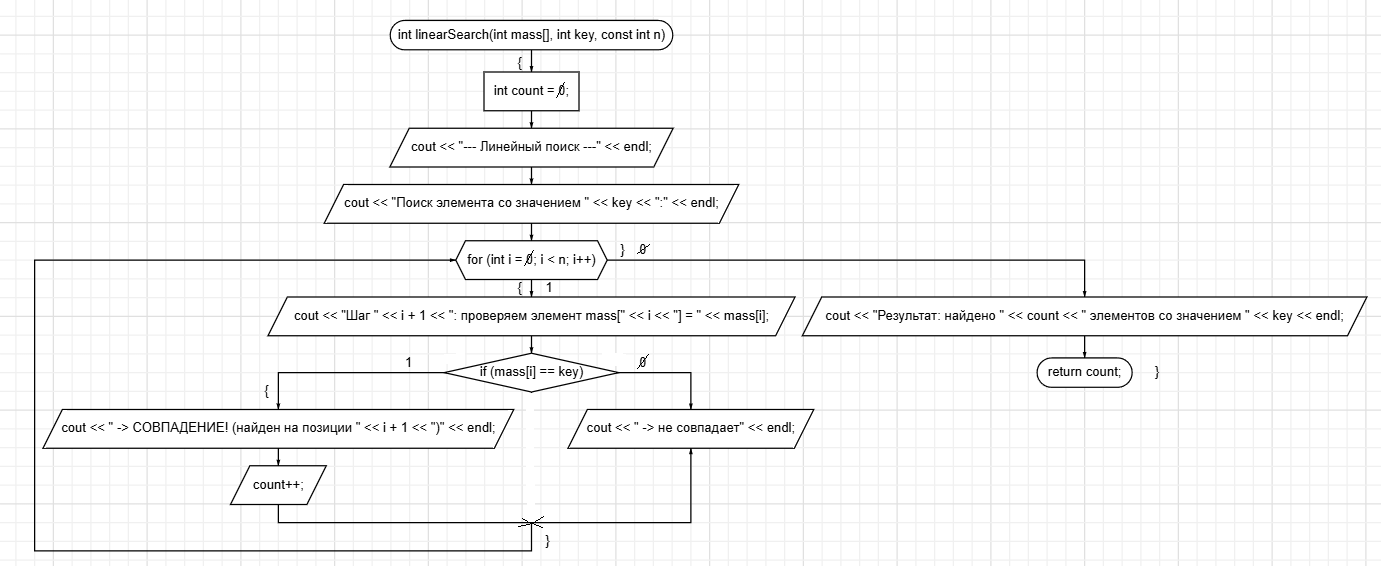 int linearSearch(int mass[], int key, const int n)
{
int count = 0;
cout << "--- Линейный поиск ---" << endl;
cout << "Поиск элемента со значением " << key << ":" << endl;
for (int i = 0; i < n; i++)
} 0
{ 1
cout << "Шаг " << i + 1 << ": проверяем элемент mass[" << i << "] = " << mass[i];
if (mass[i] == key)
1
{
cout << " -> СОВПАДЕНИЕ! (найден на позиции " << i + 1 << ")" << endl;
count++;
0
cout << " -> не совпадает" << endl;
}
cout << "Результат: найдено " << count << " элементов со значением " << key << endl;
return count;
}